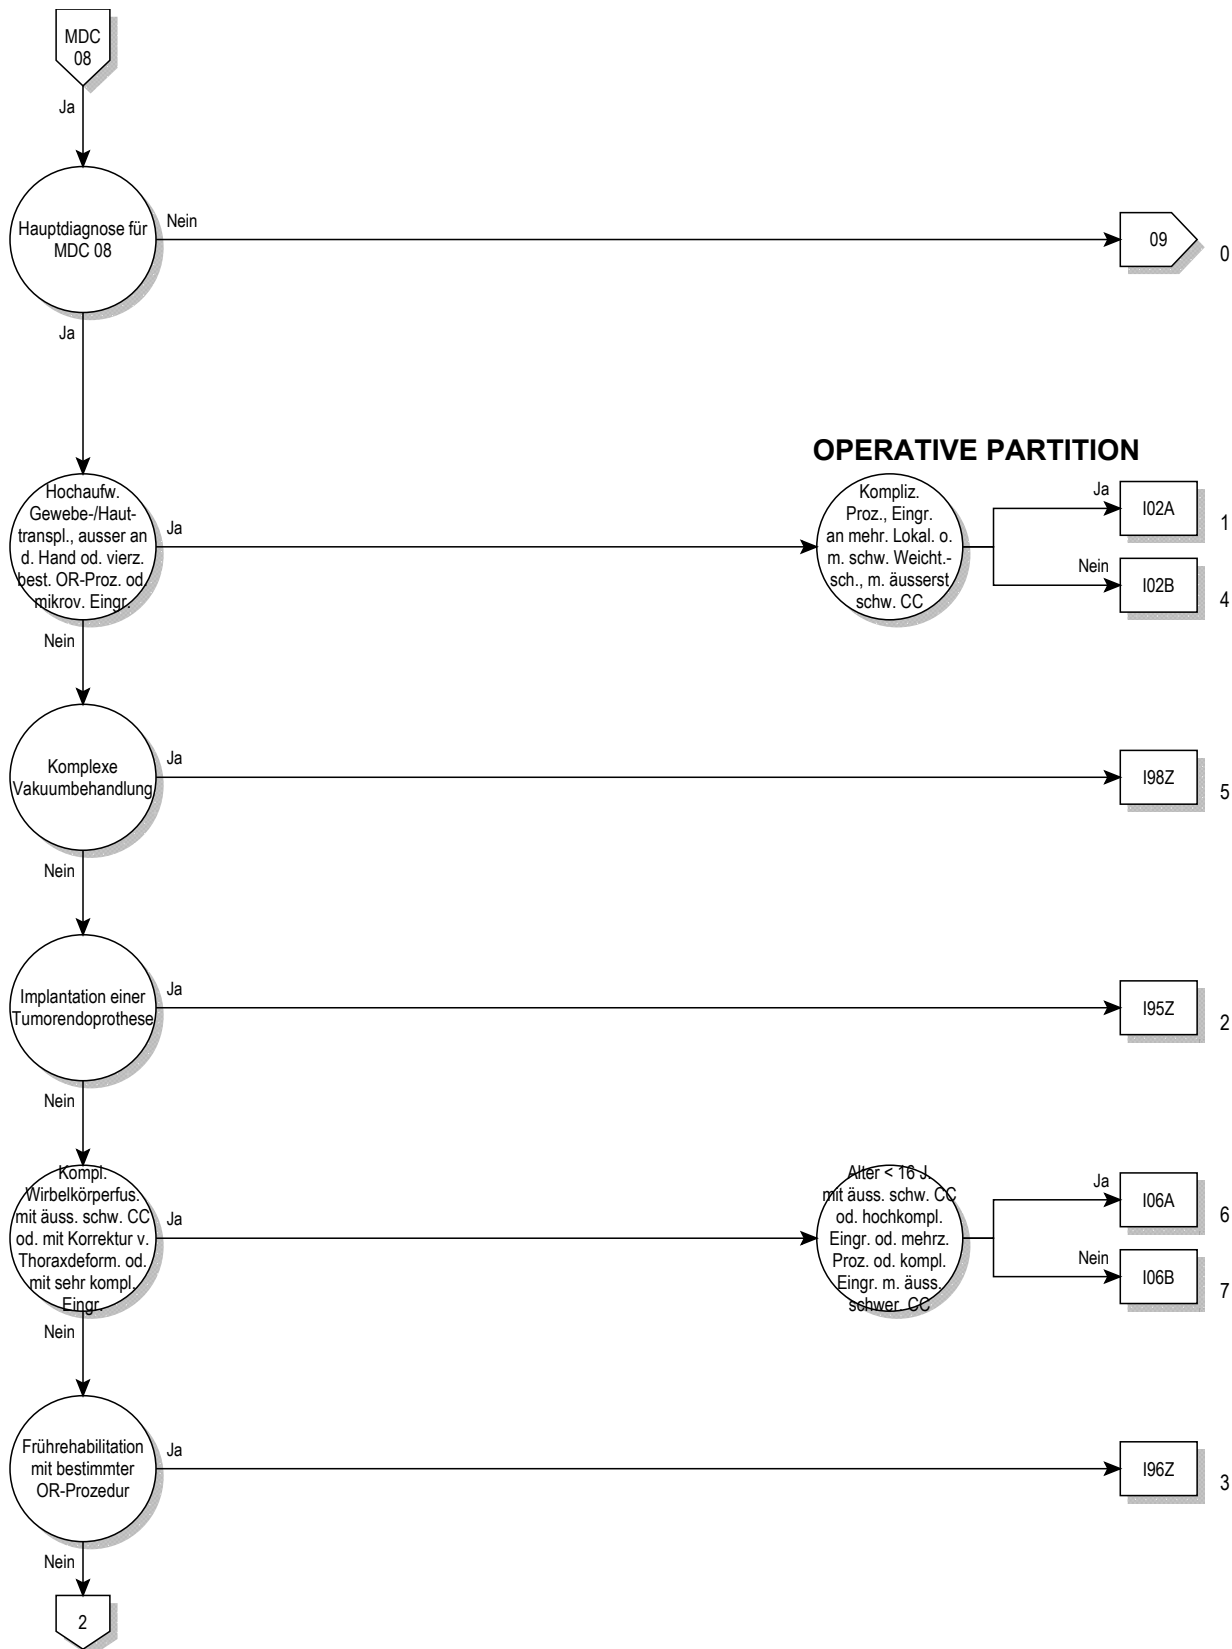 MDC
08
Ja
Hauptdiagnose für
MDC 08
Nein
09
0
Ja
OPERATIVE PARTITION
Hochaufw.
Gewebe-/Haut-
transpl., ausser an
d. Hand od. vierz.
best. OR-Proz. od.
mikrov. Eingr.
Ja
Kompliz.
Proz., Eingr.
an mehr. Lokal. o.
m. schw. Weicht.-
sch., m. äusserst
schw. CC
Ja
I02A
1
Nein
I02B
4
Nein
Komplexe
Vakuumbehandlung
Ja
I98Z
5
Nein
Implantation einer
Tumorendoprothese
Ja
I95Z
2
Nein
Kompl.
Wirbelkörperfus.
mit äuss. schw. CC
od. mit Korrektur v.
Thoraxdeform. od.
mit sehr kompl.
Eingr.
Ja
Alter < 16 J.
mit äuss. schw. CC
od. hochkompl.
Eingr. od. mehrz.
Proz. od. kompl.
Eingr. m. äuss.
schwer. CC
Ja
I06A
6
Nein
I06B
7
Nein
Frührehabilitation
mit bestimmter
OR-Prozedur
Ja
I96Z
3
Nein
2